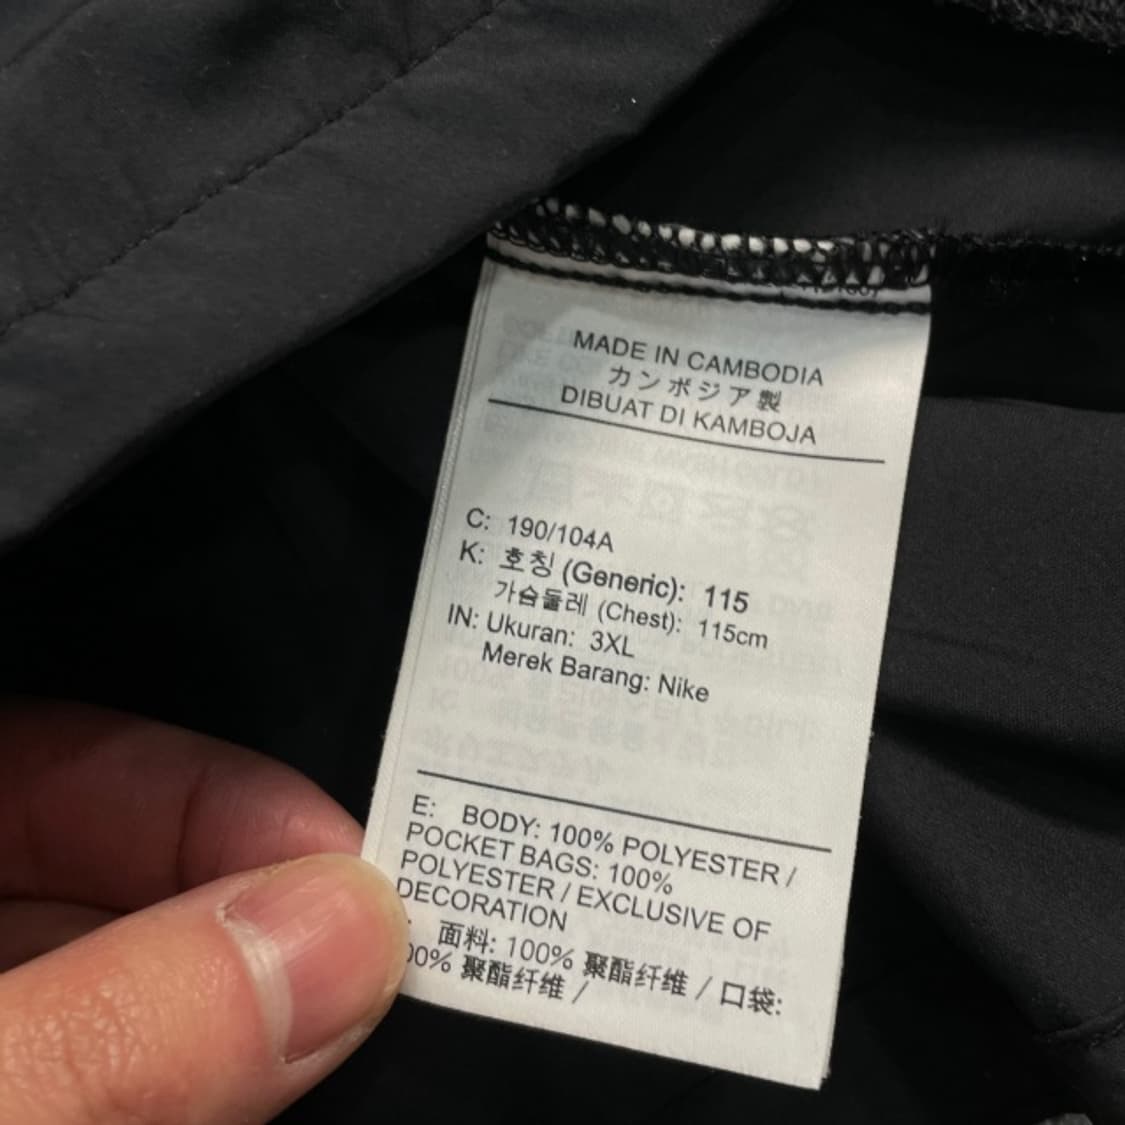 MADE IN CAMBODIA
カンボジア製
DIBUAT DI KAMBOJA
C: 190/104A
K: 호칭 (Generic): 115
가슴둘레 (Chest): 115cm
IN: Ukuran: 3XL
Merek Barang: Nike
E: BODY: 100% POLYESTER /
POCKET BAGS: 100%
POLYESTER / EXCLUSIVE OF
DECORATION
面料: 100% 聚酯纤维 / 口袋:
00% 聚酯纤维 /